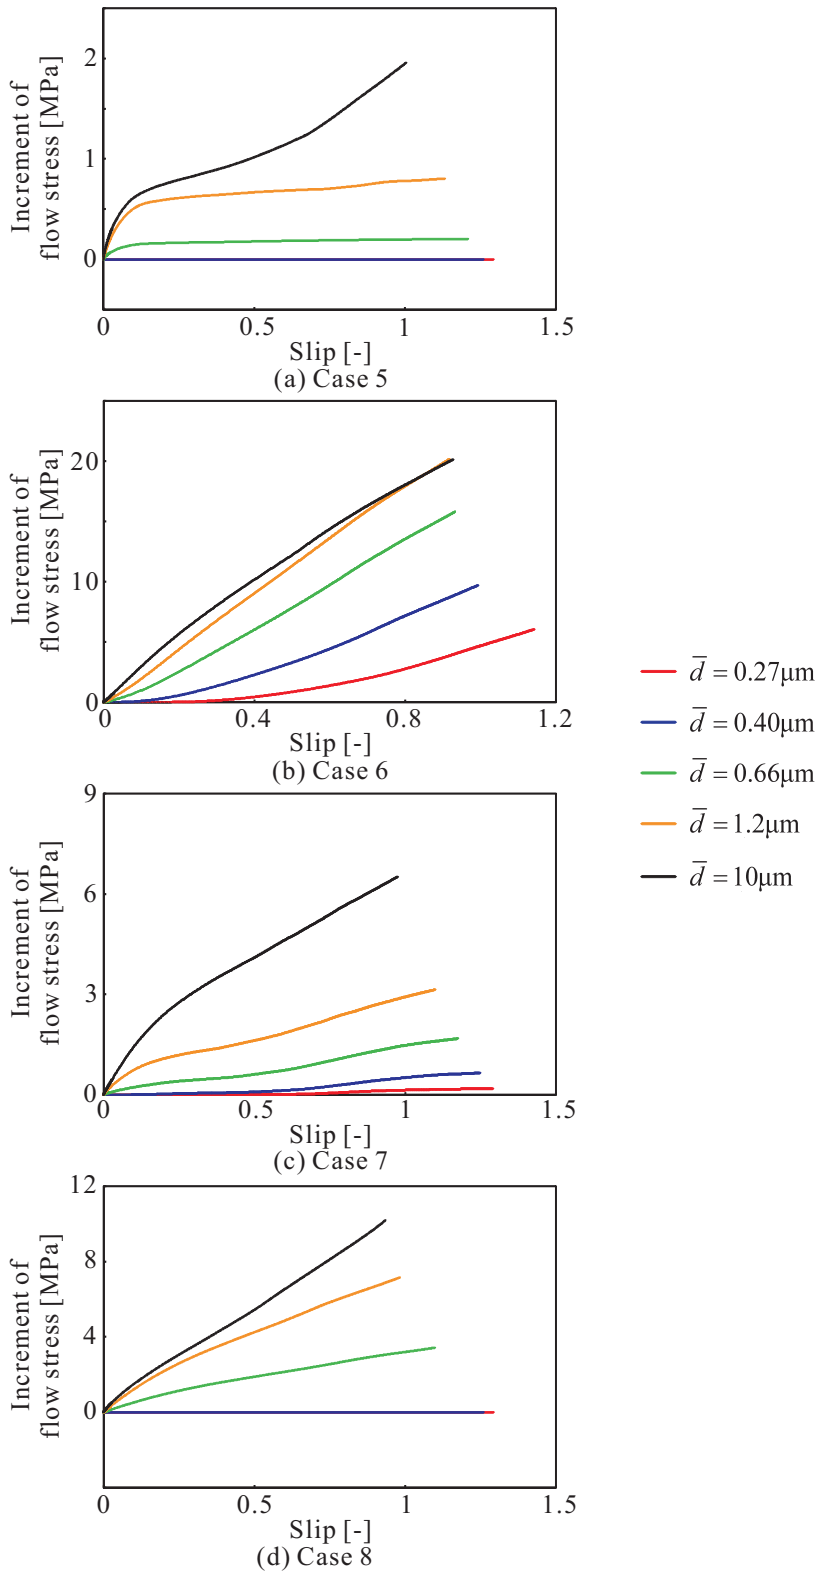 Increment of
flow stress [MPa]
2
1
0
0 0.5 1 1.5
Slip [-]
(a) Case 5
Increment of
flow stress [MPa]
20
10
0
0 0.4 0.8 1.2
Slip [-]
(b) Case 6
Increment of
flow stress [MPa]
9
6
3
0
0 0.5 1 1.5
Slip [-]
(c) Case 7
Increment of
flow stress [MPa]
12
8
4
0
0 0.5 1 1.5
Slip [-]
(d) Case 8
d̅ = 0.27μm
d̅ = 0.40μm
d̅ = 0.66μm
d̅ = 1.2μm
d̅ = 10μm